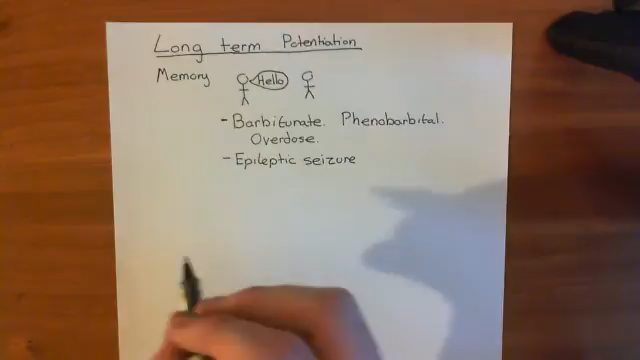 Long term Potentiation
Memory Hello
- Barbiturate. Phenobarbital.
Overdose.
- Epileptic seizure